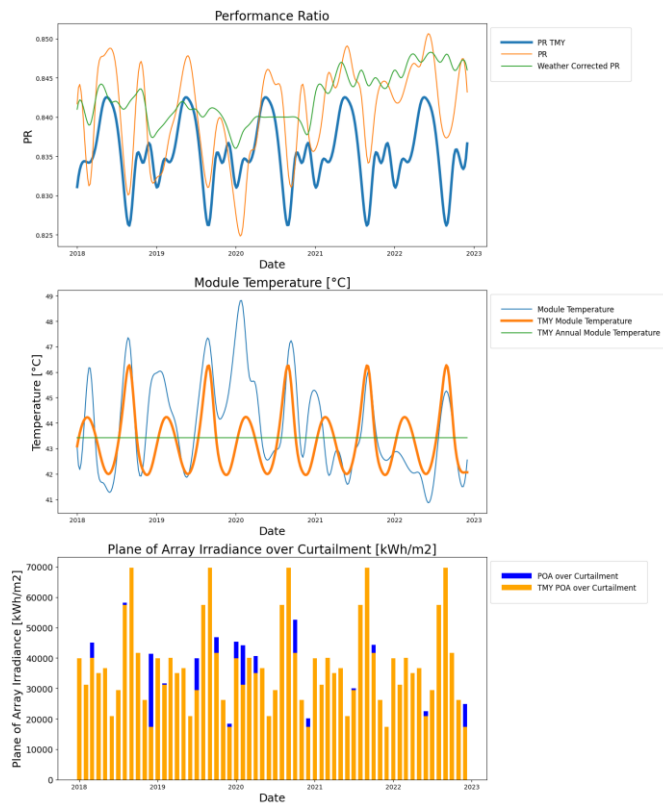 Performance Ratio
0.850
0.845
0.840
0.835
0.830
0.825
PR
2018
2019
2020
2021
2022
2023
Date
PR TMY
PR
Weather Corrected PR
Module Temperature [°C]
49
48
47
46
45
44
43
42
41
Temperature [°C]
2018
2019
2020
2021
2022
2023
Date
Module Temperature
TMY Module Temperature
TMY Annual Module Temperature
Plane of Array Irradiance over Curtailment [kWh/m2]
70000
60000
50000
40000
30000
20000
10000
0
Plane of Array Irradiance [kWh/m2]
2018
2019
2020
2021
2022
2023
Date
POA over Curtailment
TMY POA over Curtailment